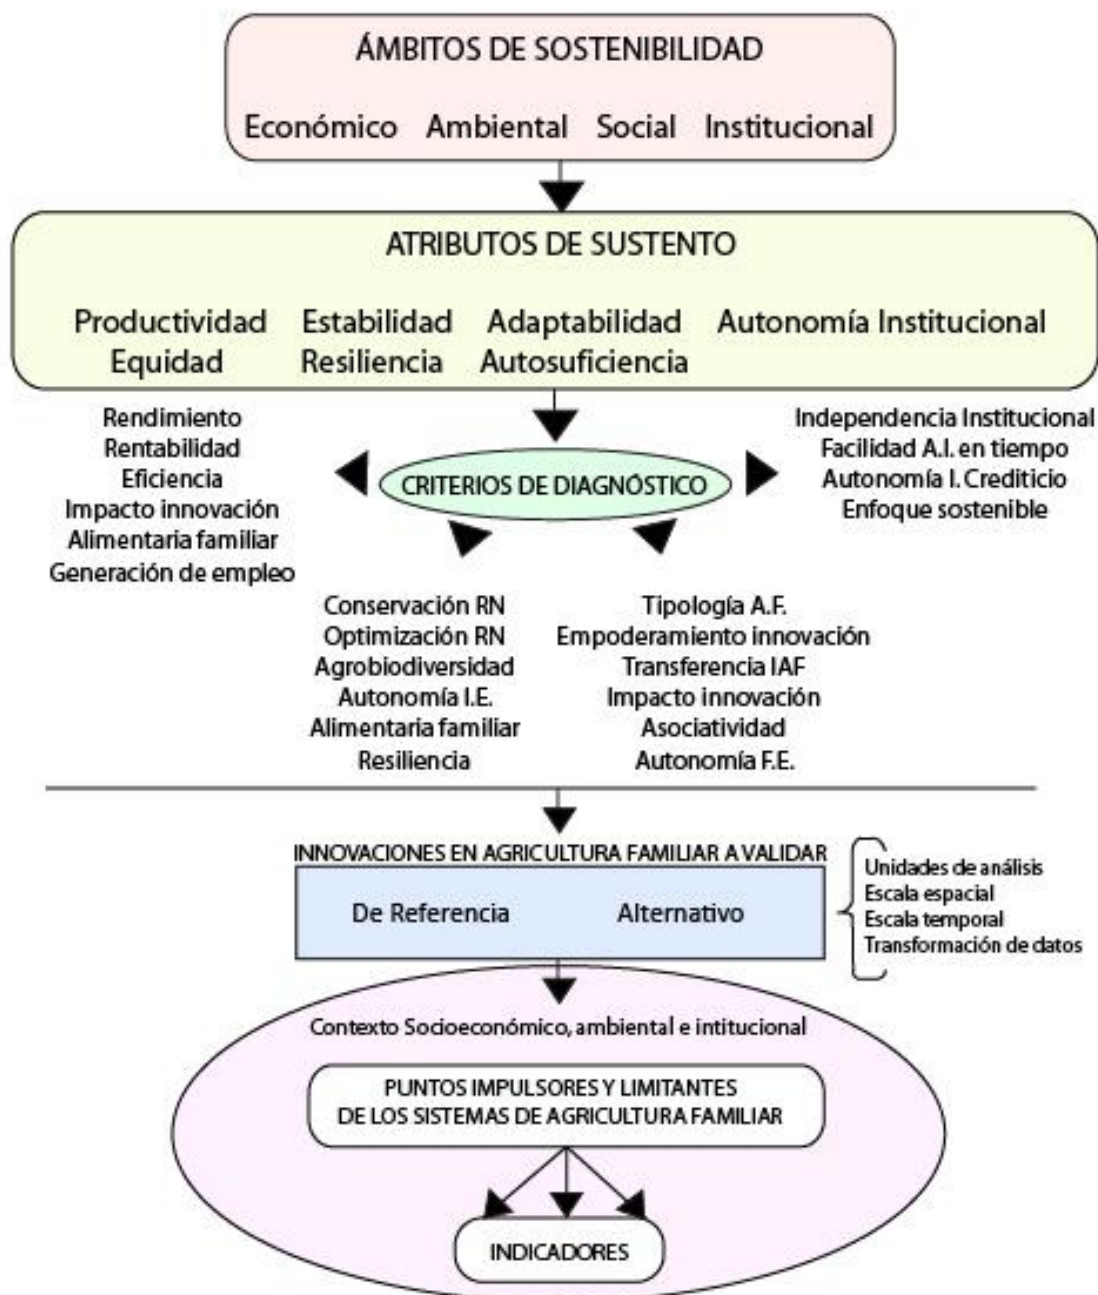 ÁMBITOS DE SOSTENIBILIDAD
Económico Ambiental Social Institucional
ATRIBUTOS DE SUSTENTO
Productividad Estabilidad Adaptabilidad Autonomía Institucional
Equidad Resiliencia Autosuficiencia
Rendimiento
Rentabilidad
Eficiencia
Impacto innovación
Alimentaria familiar
Generación de empleo
CRITERIOS DE DIAGNÓSTICO
Independencia Institucional
Facilidad A.I. en tiempo
Autonomía I. Crediticio
Enfoque sostenible
Conservación RN
Optimización RN
Agrobiodiversidad
Autonomía I.E.
Alimentaria familiar
Resiliencia
Tipología A.F.
Empoderamiento innovación
Transferencia IAF
Impacto innovación
Asociatividad
Autonomía F.E.
INNOVACIONES EN AGRICULTURA FAMILIAR A VALIDAR
De Referencia Alternativo
Unidades de análisis
Escala espacial
Escala temporal
Transformación de datos
Contexto Socioeconómico, ambiental e intitucional
PUNTOS IMPULSORES Y LIMITANTES
DE LOS SISTEMAS DE AGRICULTURA FAMILIAR
INDICADORES